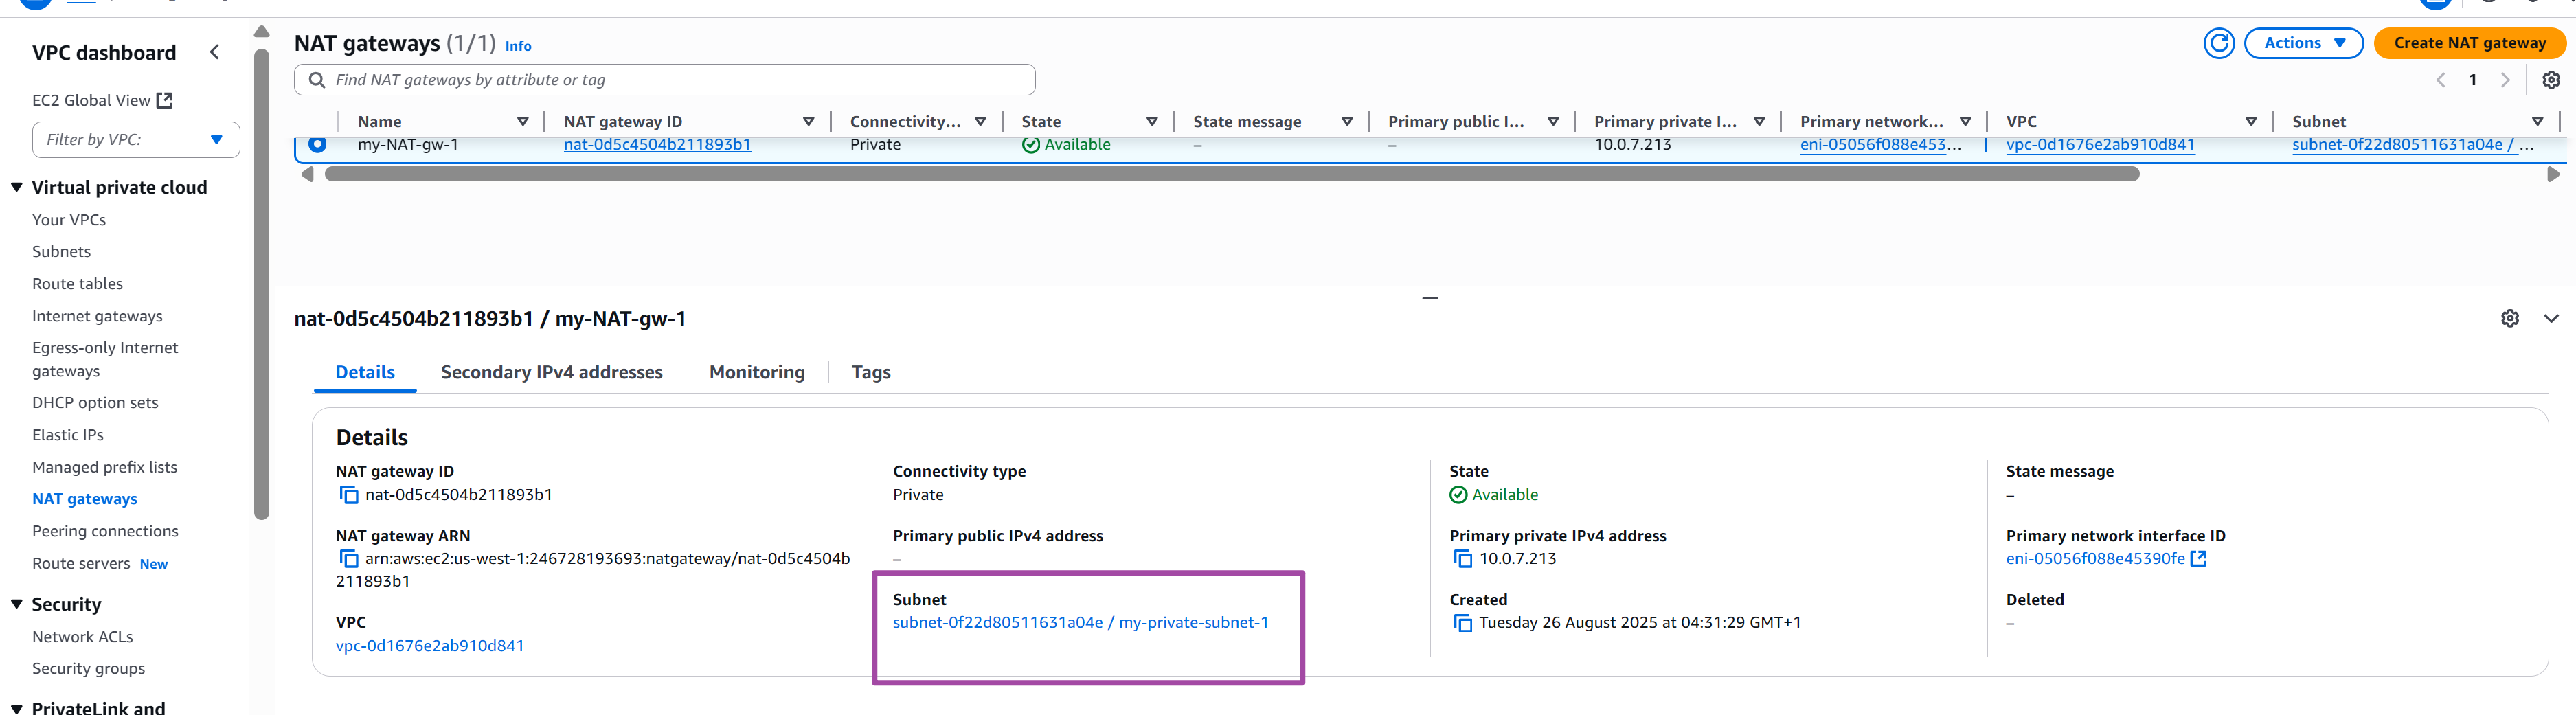 VPC dashboard
EC2 Global View
Filter by VPC:
Virtual private cloud
Your VPCs
Subnets
Route tables
Internet gateways
Egress-only Internet
gateways
DHCP option sets
Elastic IPs
Managed prefix lists
NAT gateways
Peering connections
Route servers New
Security
Network ACLs
Security groups
PrivateLink and
NAT gateways (1/1) Info
Actions
Create NAT gateway
Find NAT gateways by attribute or tag
1
Name NAT gateway ID Connectivity... State State message Primary public I... Primary private I... Primary network... VPC Subnet
my-NAT-gw-1 nat-0d5c4504b211893b1 Private Available – – 10.0.7.213 eni-05056f088e453... vpc-0d1676e2ab910d841 subnet-0f22d80511631a04e / ...
nat-0d5c4504b211893b1 / my-NAT-gw-1
Details Secondary IPv4 addresses Monitoring Tags
Details
NAT gateway ID
nat-0d5c4504b211893b1
NAT gateway ARN
arn:aws:ec2:us-west-1:246728193693:natgateway/nat-0d5c4504b
211893b1
VPC
vpc-0d1676e2ab910d841
Connectivity type
Private
Primary public IPv4 address
–
Subnet
subnet-0f22d80511631a04e / my-private-subnet-1
State
Available
Primary private IPv4 address
10.0.7.213
Created
Tuesday 26 August 2025 at 04:31:29 GMT+1
State message
–
Primary network interface ID
eni-05056f088e45390fe
Deleted
–